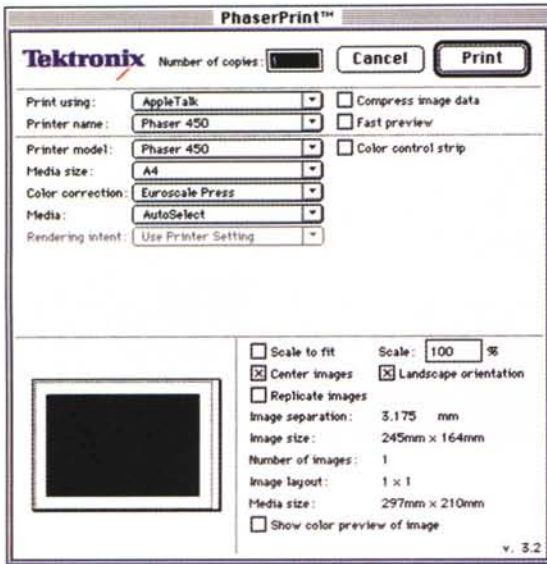 PhaserPrint™
Tektronix
Number of copies: 1
Cancel
Print
Print using: AppleTalk
Compress image data
Printer name: Phaser 450
Fast preview
Printer model: Phaser 450
Color control strip
Media size: A4
Color correction: Euroscale Press
Media: AutoSelect
Rendering intent: Use Printer Setting
Scale to fit
Scale: 100 %
Center images
Landscape orientation
Replicate images
Image separation: 3.175 mm
Image size: 245mm x 164mm
Number of images: 1
Image layout: 1 x 1
Media size: 297mm x 210mm
Show color preview of image
v. 3.2